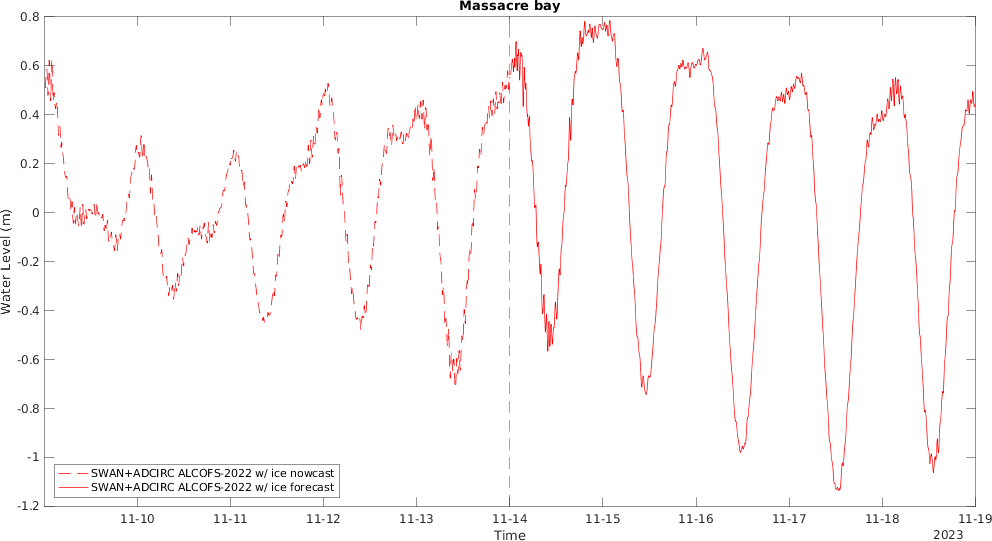 Massacre bay
0.8
0.6
0.4
0.2
0
-0.2
-0.4
-0.6
-0.8
-1
-1.2
Water Level (m)
SWAN+ADCIRC ALCOFS-2022 w/ ice nowcast
SWAN+ADCIRC ALCOFS-2022 w/ ice forecast
11-10 11-11 11-12 11-13 11-14 11-15 11-16 11-17 11-18 11-19
Time
2023